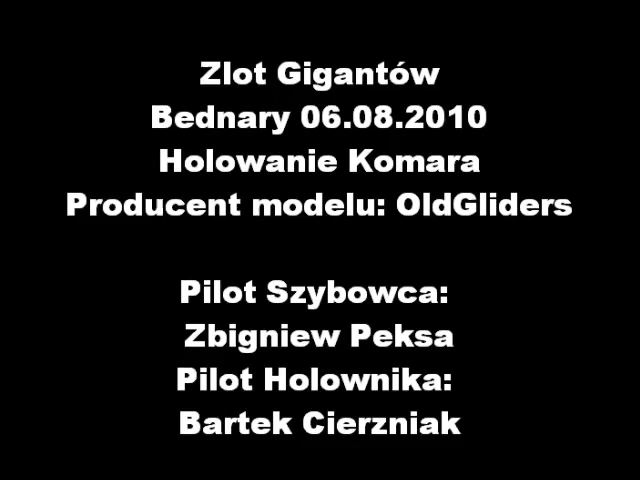 Zlot Gigantów
Bednary 06.08.2010
Holowanie Komara
Producent modelu: OldGliders
Pilot Szybowca:
Zbigniew Peksa
Pilot Holownika:
Bartek Cierzniak